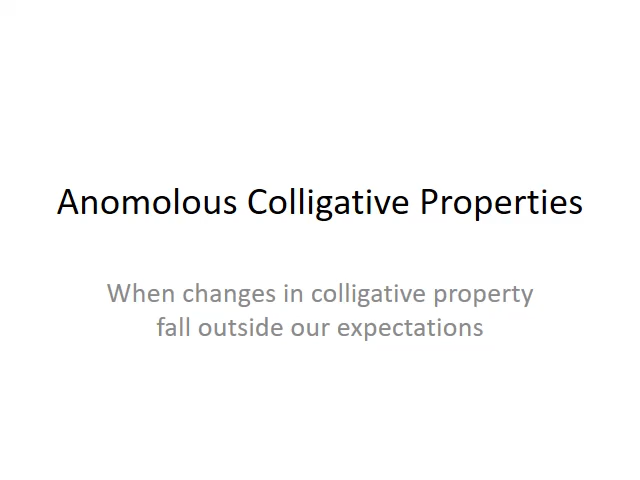 Anomolous Colligative Properties
When changes in colligative property
fall outside our expectations